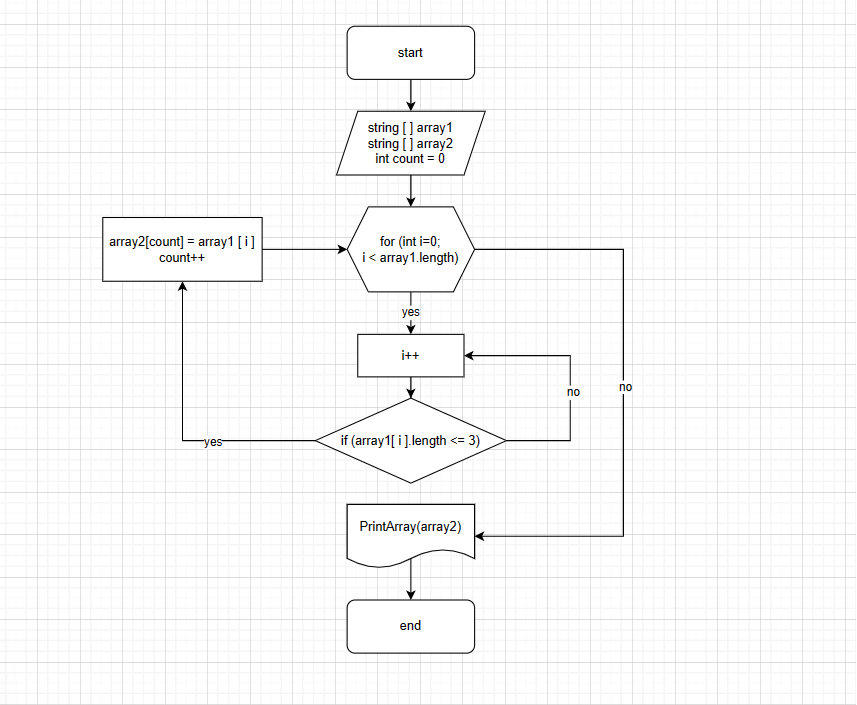 start
string [ ] array1
string [ ] array2
int count = 0
array2[count] = array1 [ i ]
count++
for (int i=0;
i < array1.length)
yes
i++
no
no
if (array1[ i ].length <= 3)
yes
PrintArray(array2)
end